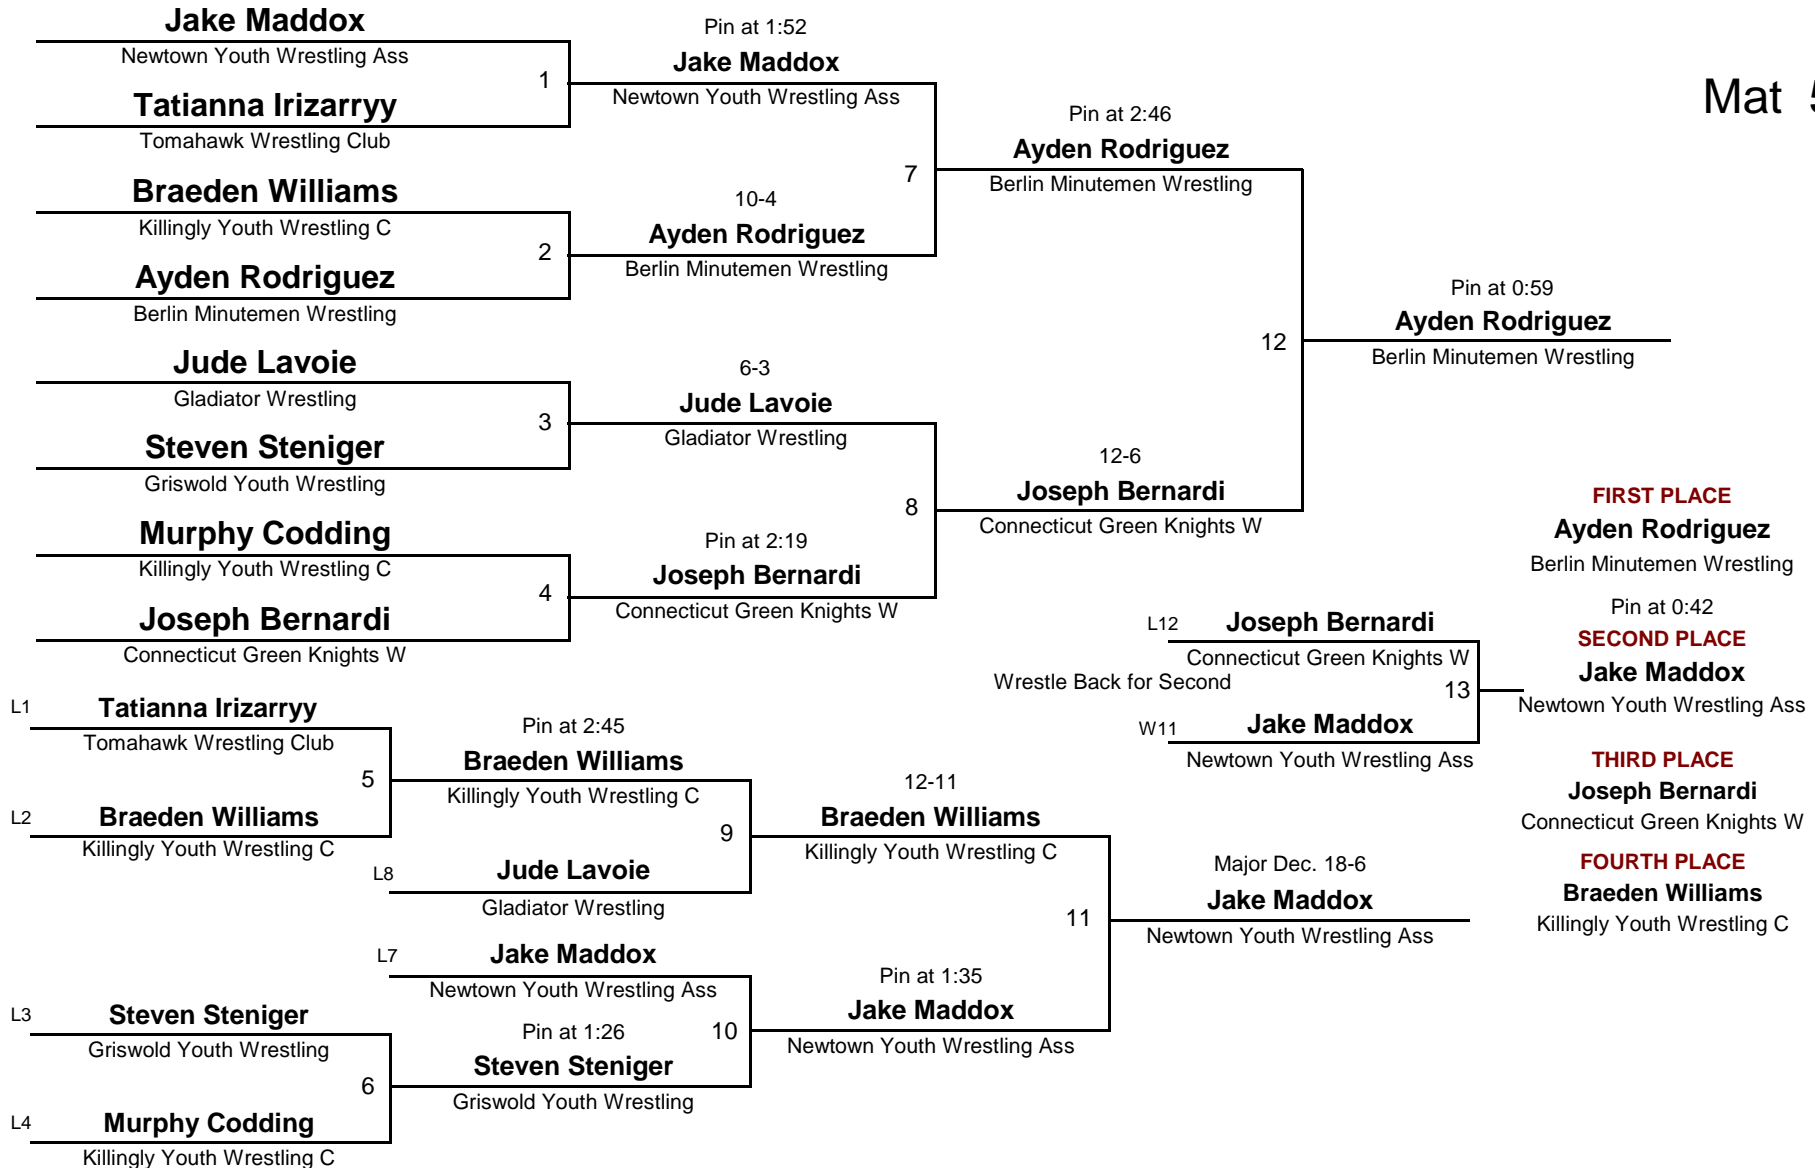 Jake Maddox
Newtown Youth Wrestling Ass
1
Tatianna Irizarryy
Tomahawk Wrestling Club
Braeden Williams
Killingly Youth Wrestling C
2
Ayden Rodriguez
Berlin Minutemen Wrestling
Jude Lavoie
Gladiator Wrestling
3
Steven Steniger
Griswold Youth Wrestling
Murphy Codding
Killingly Youth Wrestling C
4
Joseph Bernardi
Connecticut Green Knights W
Pin at 1:52
Jake Maddox
Newtown Youth Wrestling Ass
7
10-4
Ayden Rodriguez
Berlin Minutemen Wrestling
6-3
Jude Lavoie
Gladiator Wrestling
8
Pin at 2:19
Joseph Bernardi
Connecticut Green Knights W
Pin at 2:46
Ayden Rodriguez
Berlin Minutemen Wrestling
12
12-6
Joseph Bernardi
Connecticut Green Knights W
Mat 5
Pin at 0:59
Ayden Rodriguez
Berlin Minutemen Wrestling
L1 Tatianna Irizarryy
Tomahawk Wrestling Club
5
L2 Braeden Williams
Killingly Youth Wrestling C
L3 Steven Steniger
Griswold Youth Wrestling
6
L4 Murphy Codding
Killingly Youth Wrestling C
Pin at 2:45
Braeden Williams
Killingly Youth Wrestling C
9
L8 Jude Lavoie
Gladiator Wrestling
L7 Jake Maddox
Newtown Youth Wrestling Ass
10
Pin at 1:26
Steven Steniger
Griswold Youth Wrestling
12-11
Braeden Williams
Killingly Youth Wrestling C
11
Pin at 1:35
Jake Maddox
Newtown Youth Wrestling Ass
Major Dec. 18-6
Jake Maddox
Newtown Youth Wrestling Ass
L12 Joseph Bernardi
Connecticut Green Knights W
Wrestle Back for Second
13
W11 Jake Maddox
Newtown Youth Wrestling Ass
FIRST PLACE
Ayden Rodriguez
Berlin Minutemen Wrestling
Pin at 0:42
SECOND PLACE
Jake Maddox
Newtown Youth Wrestling Ass
THIRD PLACE
Joseph Bernardi
Connecticut Green Knights W
FOURTH PLACE
Braeden Williams
Killingly Youth Wrestling C